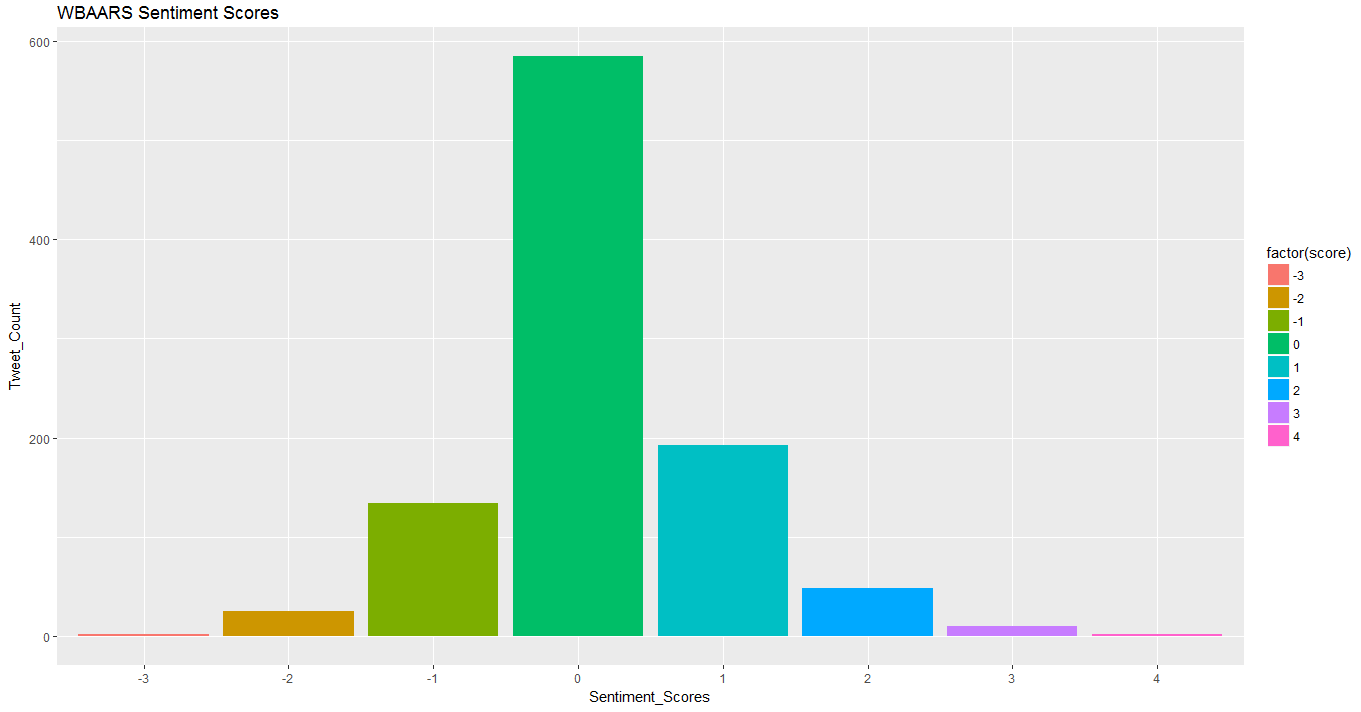 WBAARS Sentiment Scores
600
400
200
0
Tweet_Count
-3 -2 -1 0 1 2 3 4
Sentiment_Scores
factor(score)
-3
-2
-1
0
1
2
3
4